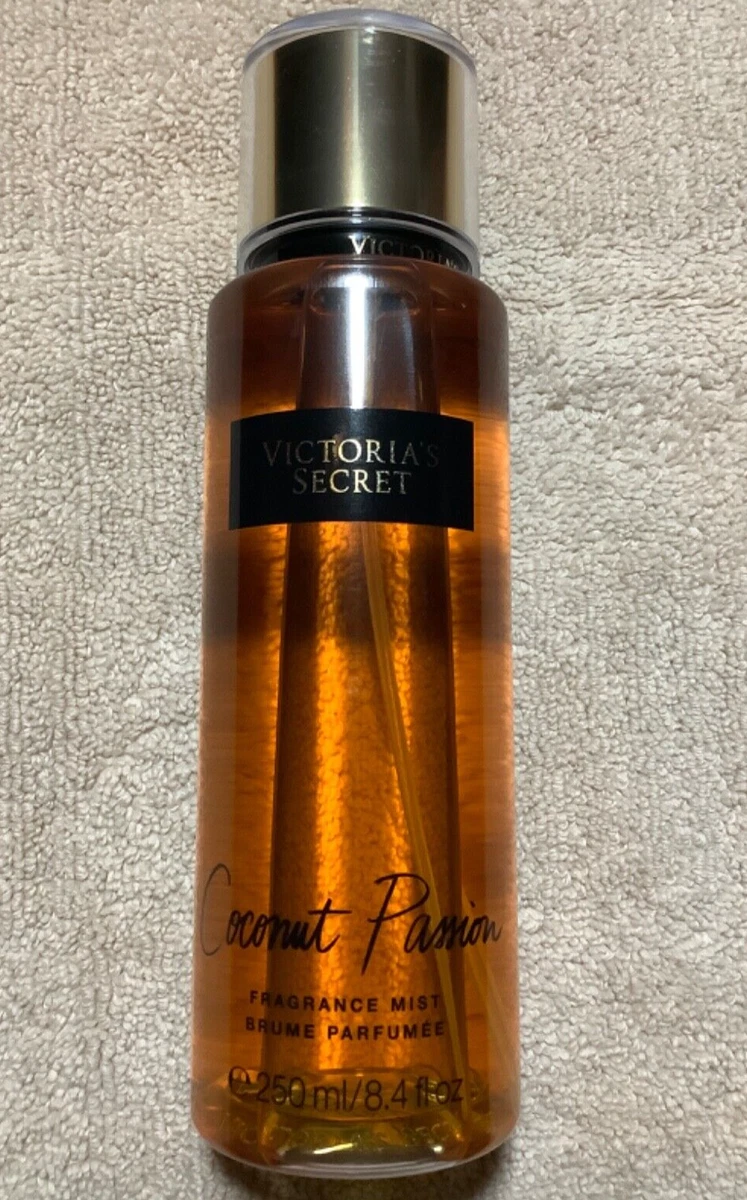 VICTORIA'S
SECRET
Coconut Passion
FRAGRANCE MIST
BRUME PARFUMÉE
℮ 250 ml/8.4 fl oz